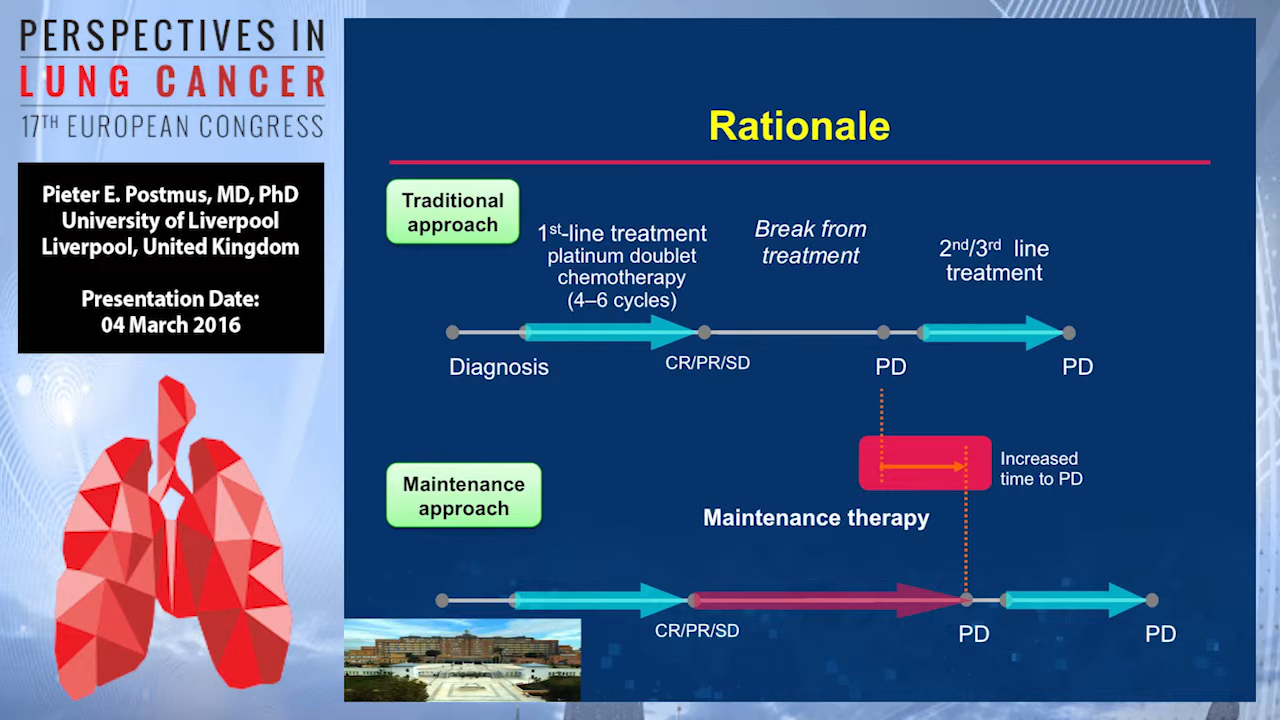 PERSPECTIVES IN
LUNG CANCER
17TH EUROPEAN CONGRESS
Pieter E. Postmus, MD, PhD
University of Liverpool
Liverpool, United Kingdom
Presentation Date:
04 March 2016
Rationale
Traditional
approach
1st-line treatment
platinum doublet
chemotherapy
(4–6 cycles)
Break from
treatment
2nd/3rd line
treatment
Diagnosis
CR/PR/SD
PD
PD
Increased
time to PD
Maintenance
approach
Maintenance therapy
CR/PR/SD
PD
PD